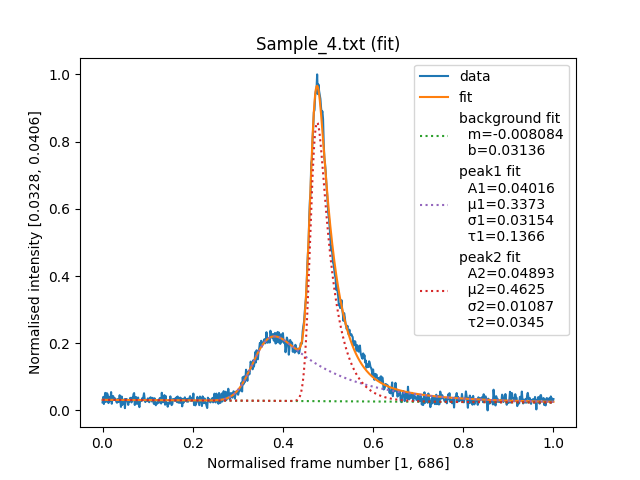 Sample_4.txt (fit)
Normalised intensity [0.0328, 0.0406]
1.0
0.8
0.6
0.4
0.2
0.0
data
fit
background fit
m=-0.008084
b=0.03136
peak1 fit
A1=0.04016
μ1=0.3373
σ1=0.03154
τ1=0.1366
peak2 fit
A2=0.04893
μ2=0.4625
σ2=0.01087
τ2=0.0345
0.0 0.2 0.4 0.6 0.8 1.0
Normalised frame number [1, 686]